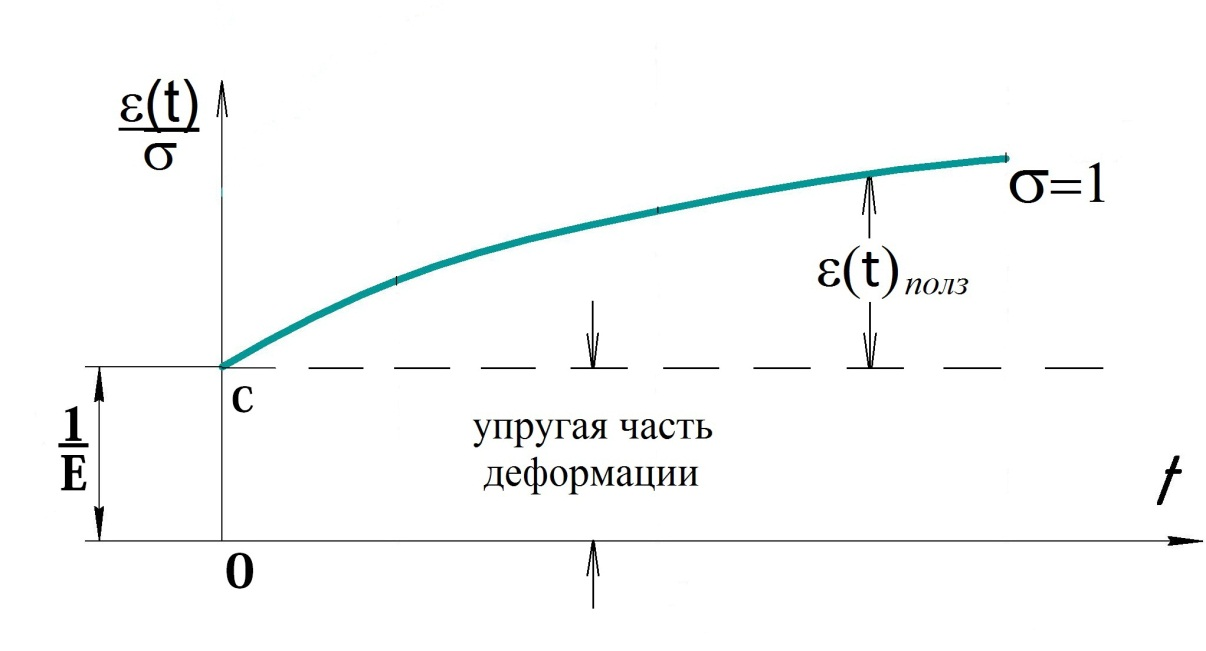 ε(t)
σ
σ=1
ε(t) полз
C
1
E
упругая часть
деформации
t
0